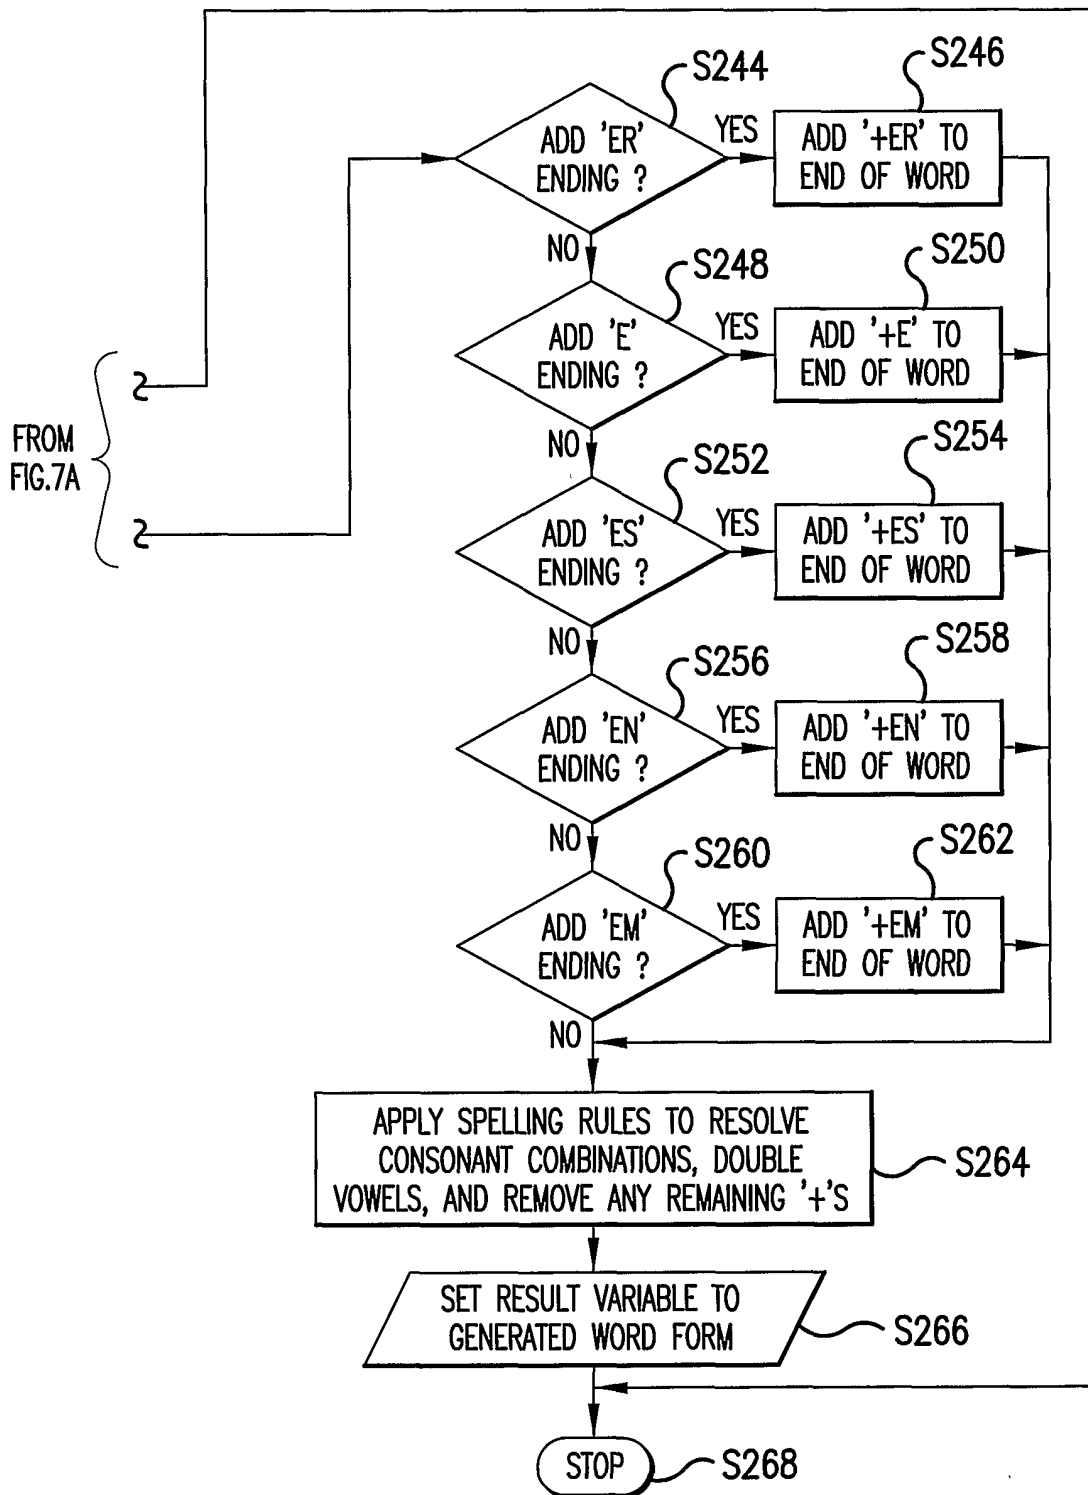 S244
S246
ADD 'ER'
ENDING ?
YES
ADD '+ER' TO
END OF WORD
NO
S248
S250
ADD 'E'
ENDING ?
YES
ADD '+E' TO
END OF WORD
FROM
FIG.7A
NO
S252
S254
ADD 'ES'
ENDING ?
YES
ADD '+ES' TO
END OF WORD
NO
S256
S258
ADD 'EN'
ENDING ?
YES
ADD '+EN' TO
END OF WORD
NO
S260
S262
ADD 'EM'
ENDING ?
YES
ADD '+EM' TO
END OF WORD
NO
APPLY SPELLING RULES TO RESOLVE
CONSONANT COMBINATIONS, DOUBLE
VOWELS, AND REMOVE ANY REMAINING '+'S
S264
SET RESULT VARIABLE TO
GENERATED WORD FORM
S266
STOP
S268